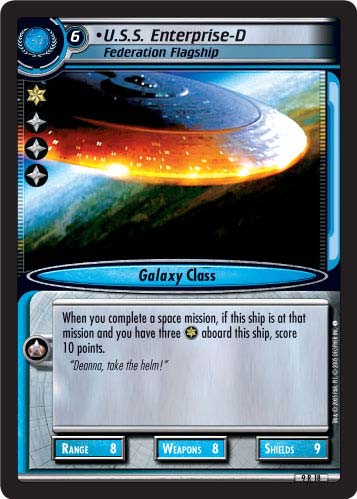 6
•U.S.S. Enterprise-D
Federation Flagship
Galaxy Class
When you complete a space mission, if this ship is at that
mission and you have three aboard this ship, score
10 points.
"Deanna, take the helm!"
RANGE 8
WEAPONS 8
SHIELDS 9
9 R 18